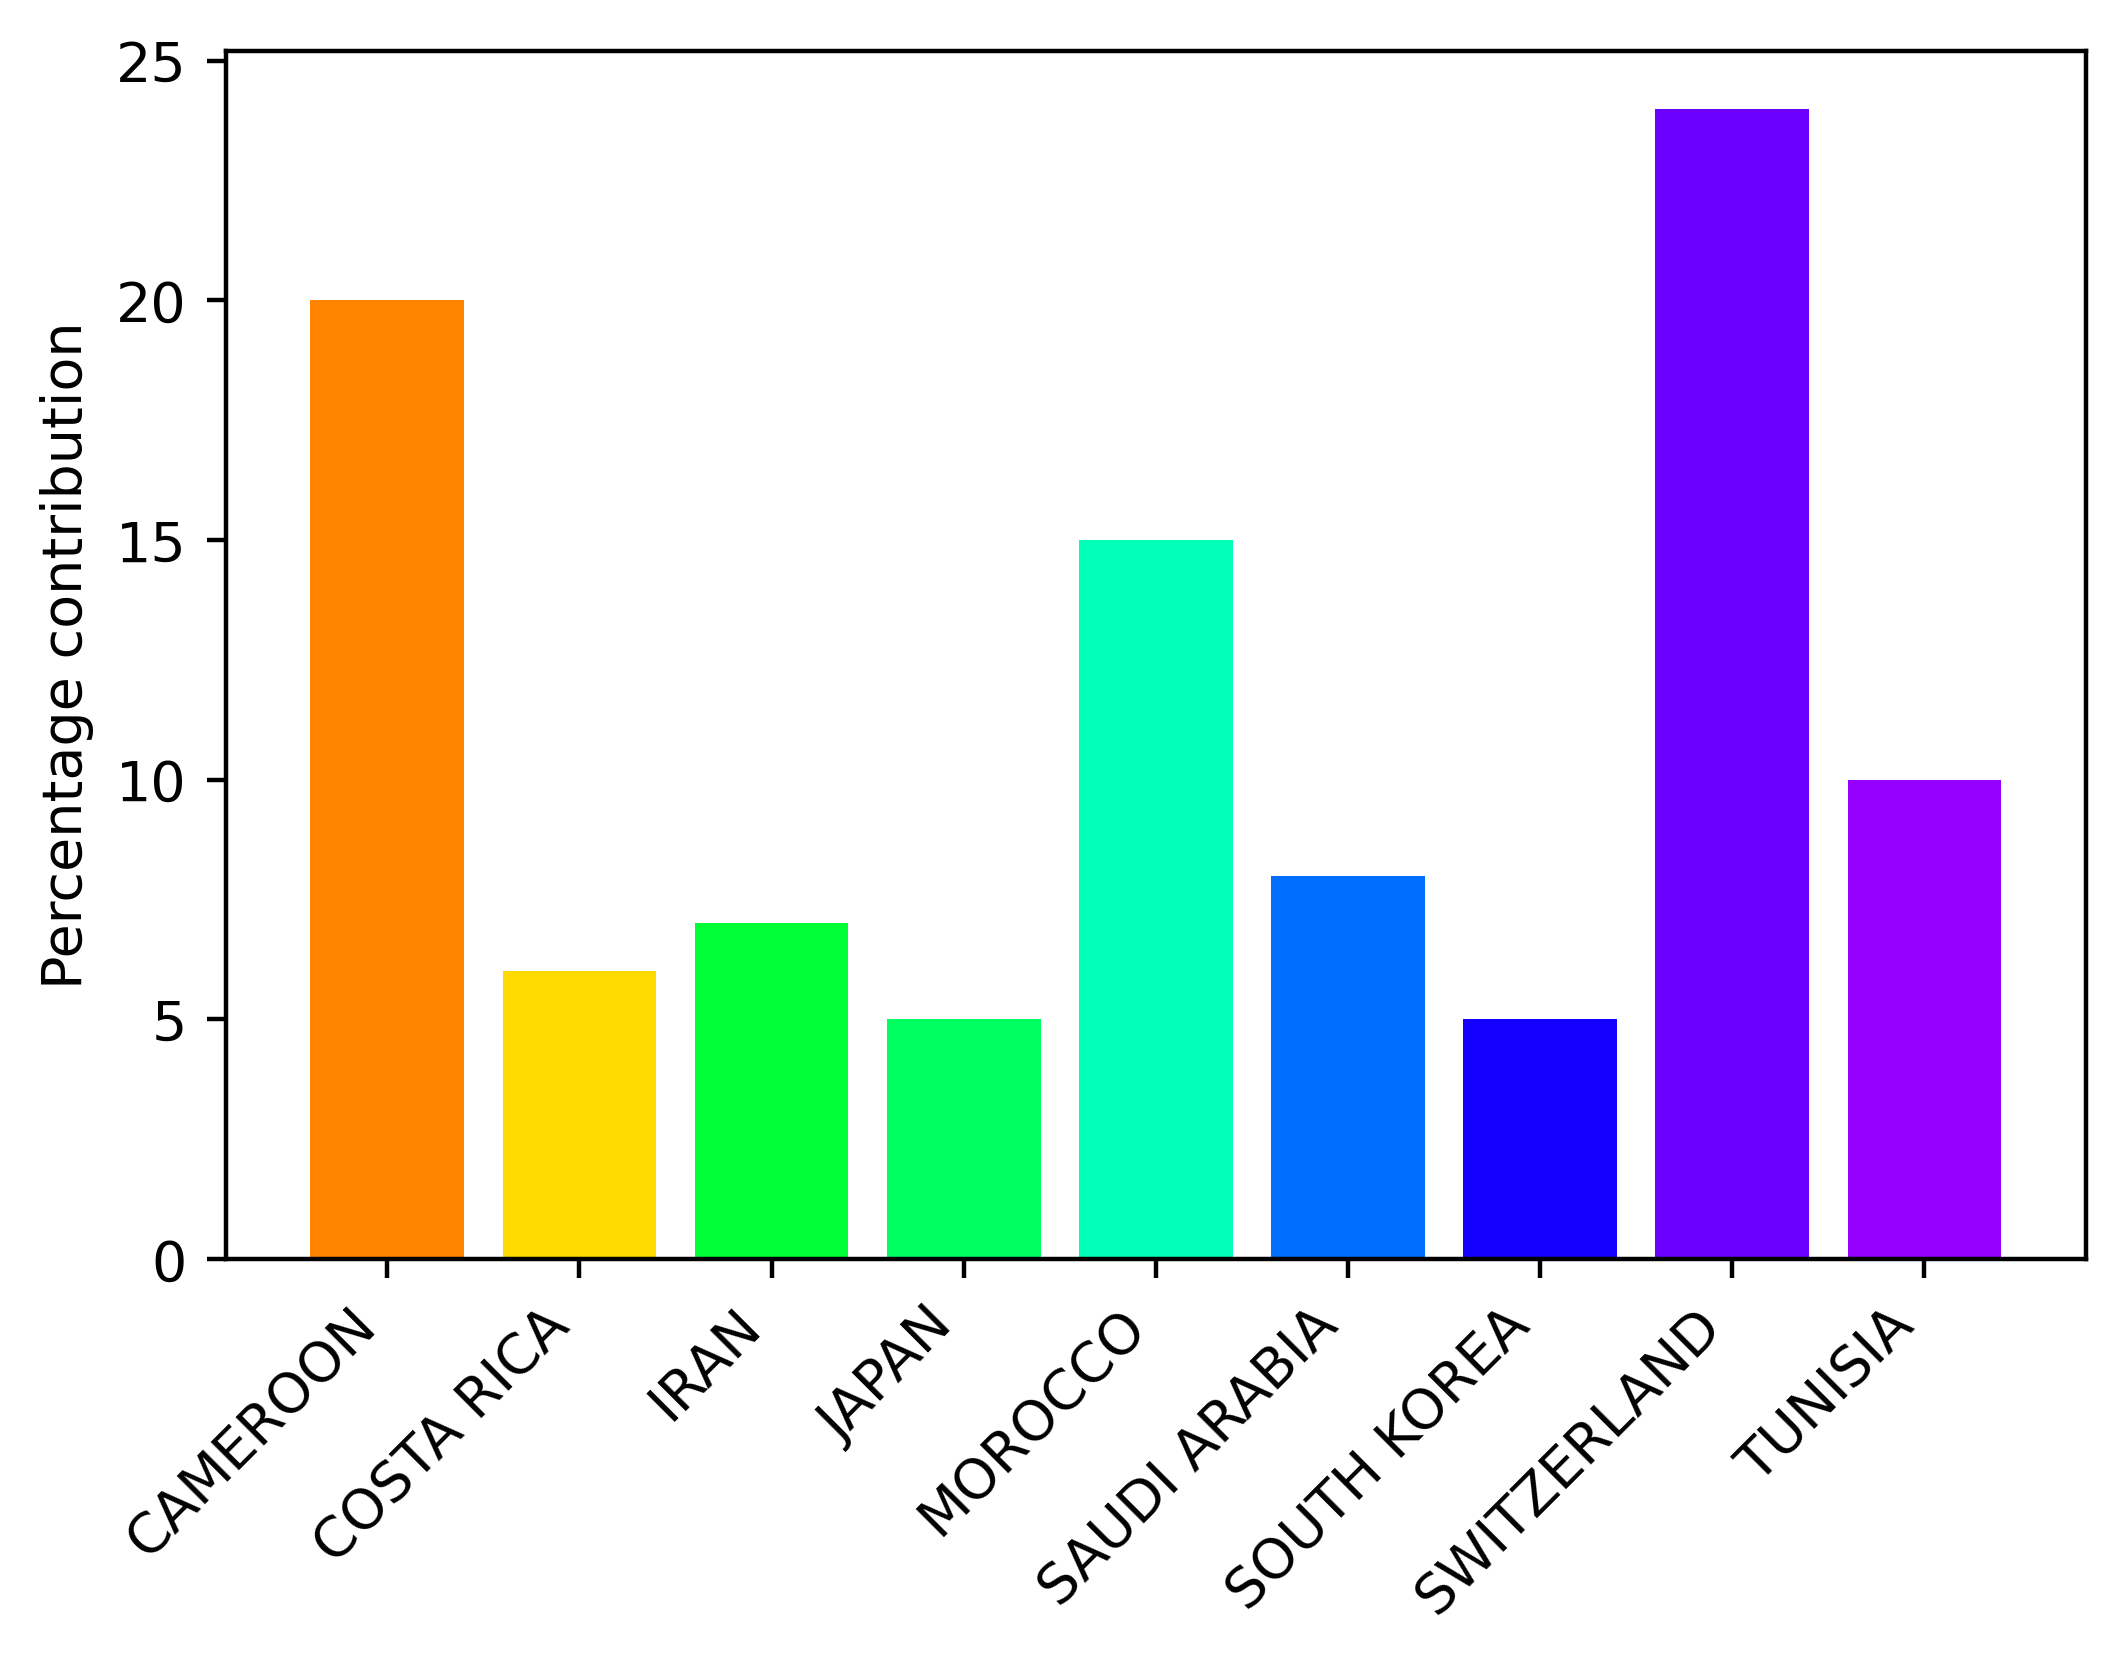 Percentage contribution
25
20
15
10
5
0
CAMEROON
COSTA RICA
IRAN
JAPAN
MOROCCO
SAUDI ARABIA
SOUTH KOREA
SWITZERLAND
TUNISIA